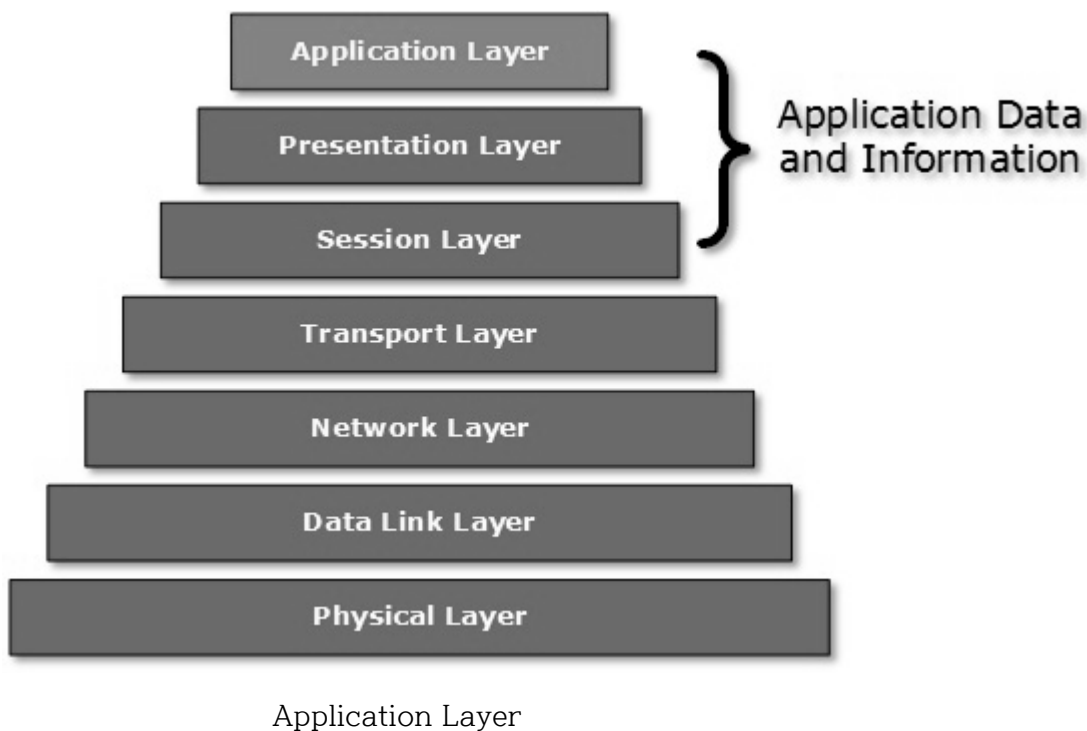 Application Layer
Presentation Layer
Session Layer
Transport Layer
Network Layer
Data Link Layer
Physical Layer
Application Data
and Information
Application Layer